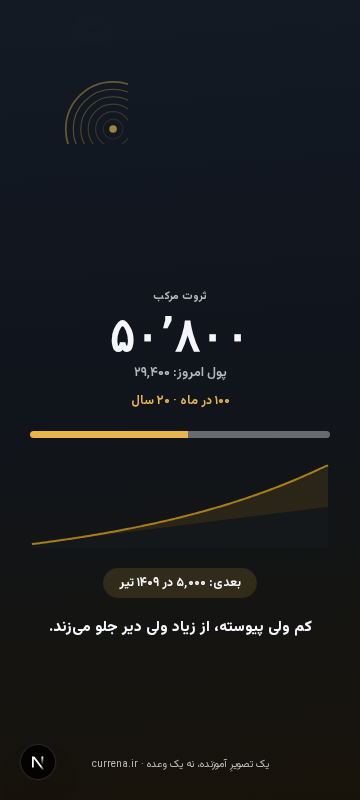 ثروت مرکب
۵۰٬۸۰۰
پول امروز: ۲۹,۴۰۰
۱۰۰ در ماه · ۲۰ سال
بعدی: ۵,۰۰۰ در ۱۴۰۹ تیر
کم ولی پیوسته، از زیاد ولی دیر جلو می‌زند.
یک تصویرِ آموزنده، نه یک وعده · currena.ir
N